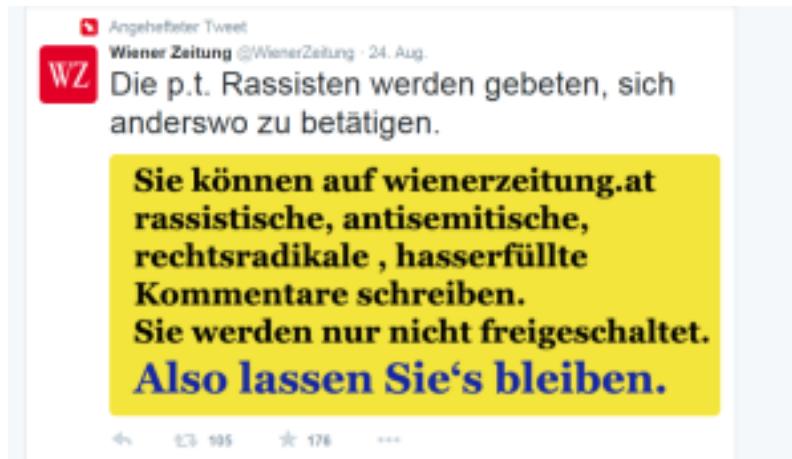 Angehefteter Tweet
Wiener Zeitung @WienerZeitung · 24. Aug.
WZ
Die p.t. Rassisten werden gebeten, sich
anderswo zu betätigen.
Sie können auf wienerzeitung.at
rassistische, antisemitische,
rechtsradikale , hasserfüllte
Kommentare schreiben.
Sie werden nur nicht freigeschaltet.
Also lassen Sie‘s bleiben.
105 176